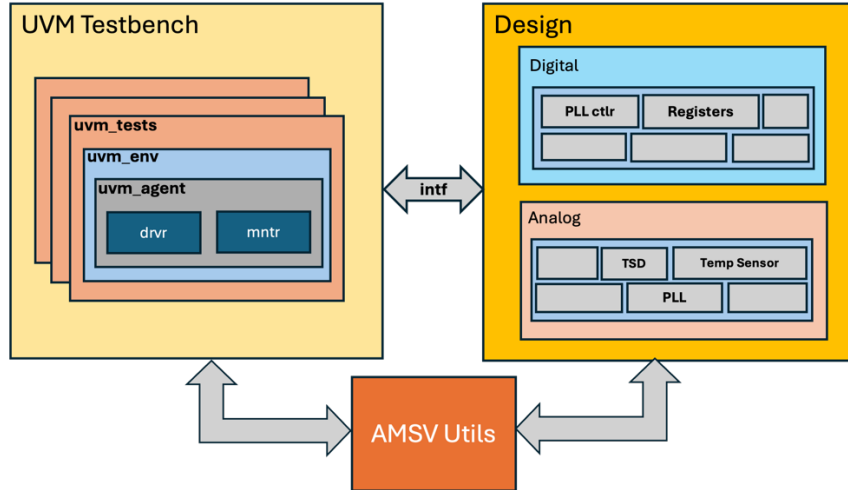 UVM Testbench
uvm_tests
uvm_env
uvm_agent
drvr
mntr
intf
Design
Digital
PLL ctlr
Registers
Analog
TSD
Temp Sensor
PLL
AMSV Utils